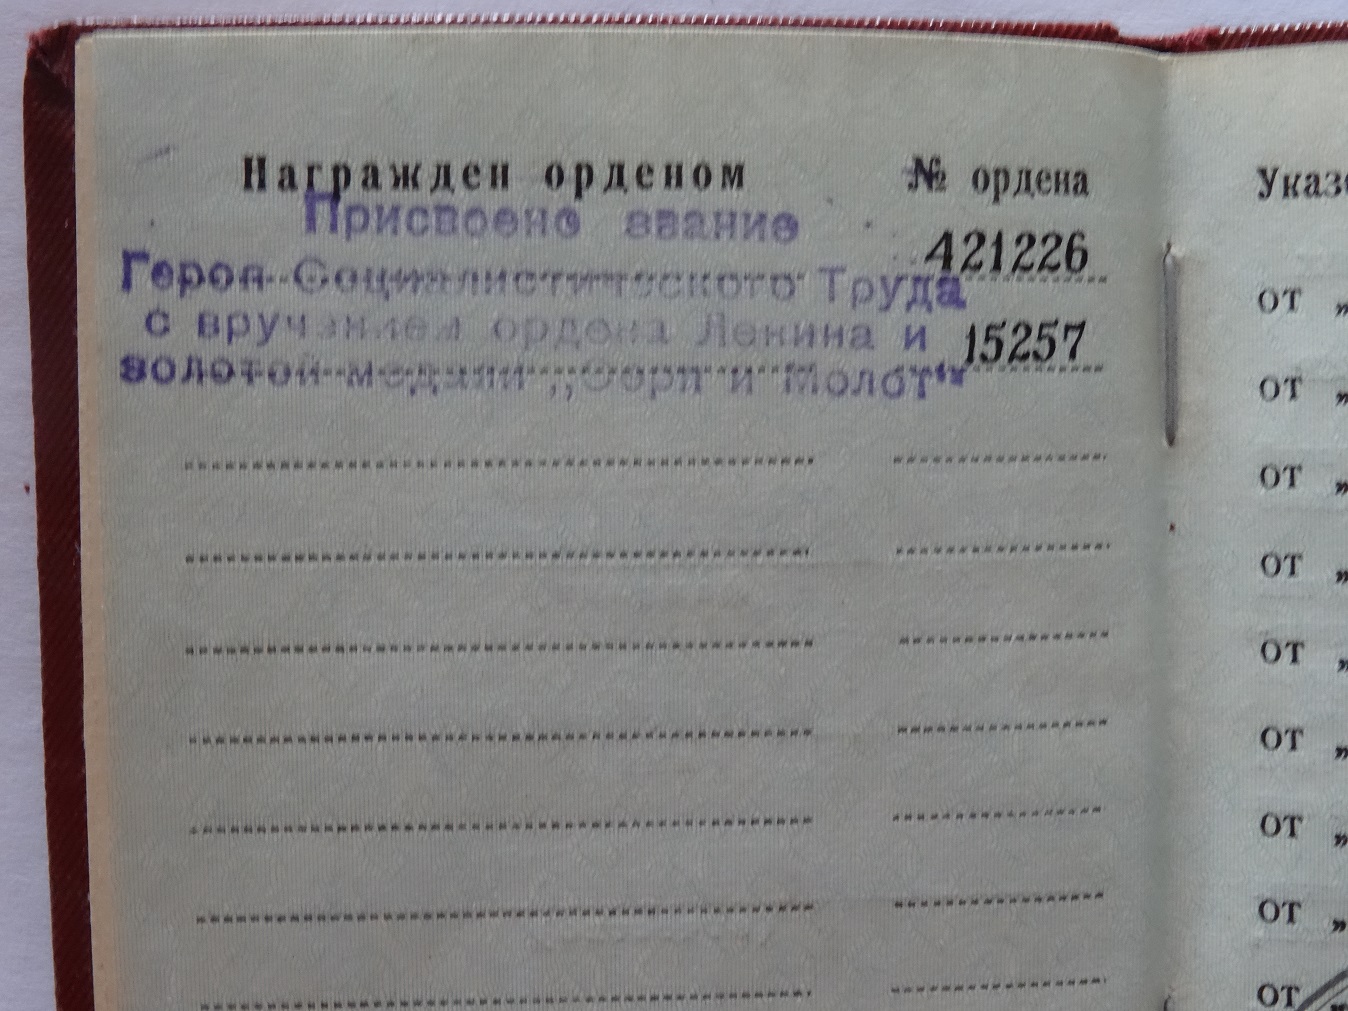 Награжден орденом № ордена
Присвоено звание
421226
Героя Социалистического Труда
с вручением ордена Ленина и
15257
золотой медали „Серп и Молот"
от „
от „
от „
от „
от „
от „
от „
от „
от „